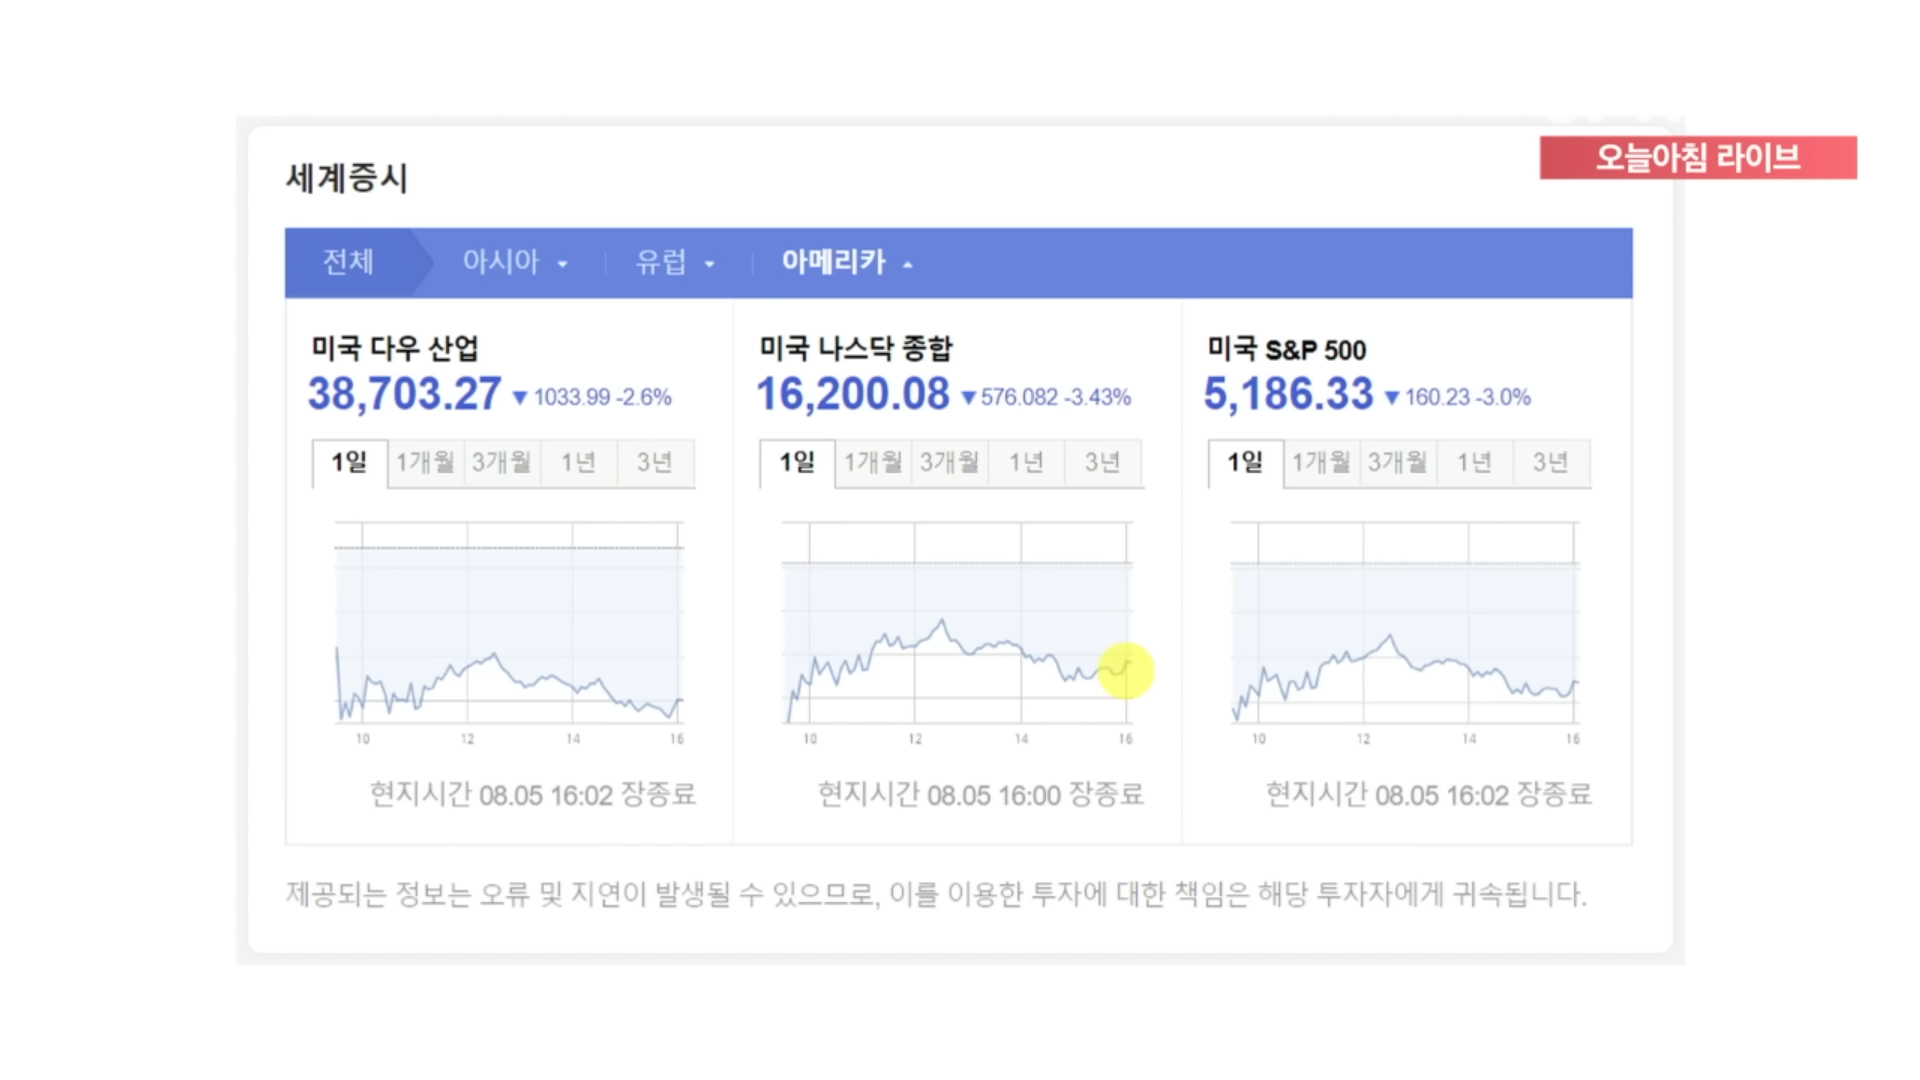 오늘아침 라이브
세계증시
전체 아시아 유럽 아메리카
미국 다우 산업
38,703.27 ▼ 1033.99 -2.6%
1일 1개월 3개월 1년 3년
10 12 14 16
현지시간 08.05 16:02 장종료
미국 나스닥 종합
16,200.08 ▼ 576.082 -3.43%
1일 1개월 3개월 1년 3년
10 12 14 16
현지시간 08.05 16:00 장종료
미국 S&P 500
5,186.33 ▼ 160.23 -3.0%
1일 1개월 3개월 1년 3년
10 12 14 16
현지시간 08.05 16:02 장종료
제공되는 정보는 오류 및 지연이 발생될 수 있으므로, 이를 이용한 투자에 대한 책임은 해당 투자자에게 귀속됩니다.